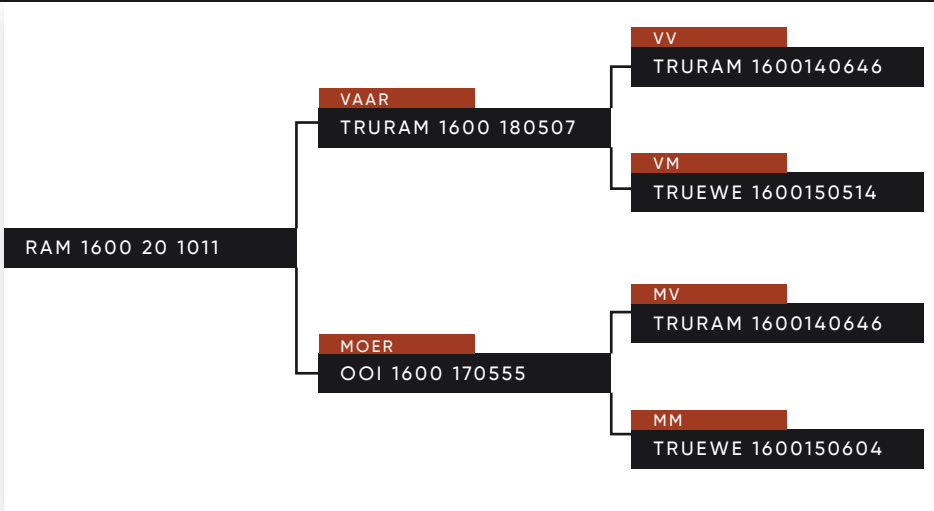 VV
TRURAM 1600140646
VAAR
TRURAM 1600 180507
VM
TRUEWE 1600150514
RAM 1600 20 1011
MV
TRURAM 1600140646
MOER
OOI 1600 170555
MM
TRUEWE 1600150604